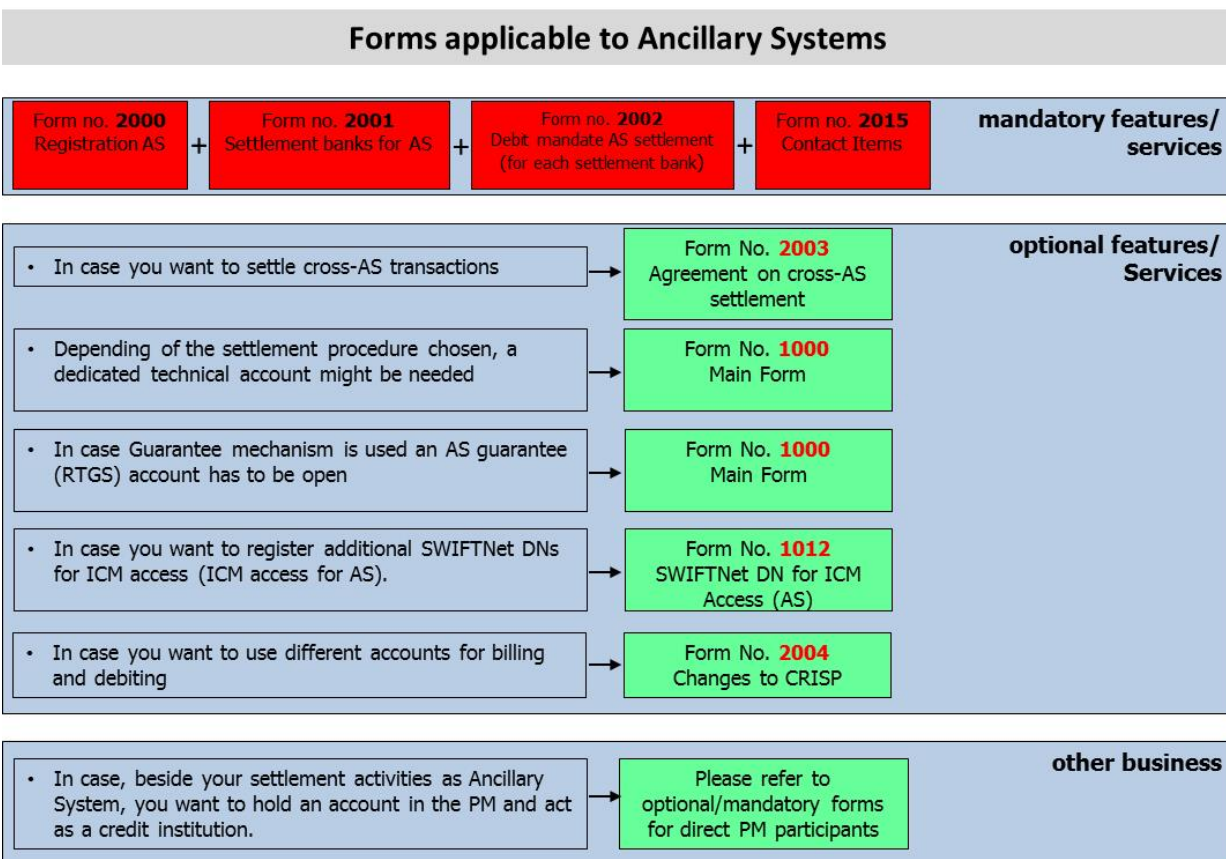 Forms applicable to Ancillary Systems
Form no. 2000
Registration AS
+
Form no. 2001
Settlement banks for AS
+
Form no. 2002
Debit mandate AS settlement
(for each settlement bank)
+
Form no. 2015
Contact Items
mandatory features/
services
optional features/
Services
• In case you want to settle cross-AS transactions
Form No. 2003
Agreement on cross-AS
settlement
• Depending of the settlement procedure chosen, a
dedicated technical account might be needed
Form No. 1000
Main Form
• In case Guarantee mechanism is used an AS guarantee
(RTGS) account has to be open
Form No. 1000
Main Form
• In case you want to register additional SWIFTNet DNs
for ICM access (ICM access for AS).
Form No. 1012
SWIFTNet DN for ICM
Access (AS)
• In case you want to use different accounts for billing
and debiting
Form No. 2004
Changes to CRISP
other business
• In case, beside your settlement activities as Ancillary
System, you want to hold an account in the PM and act
as a credit institution.
Please refer to
optional/mandatory forms
for direct PM participants